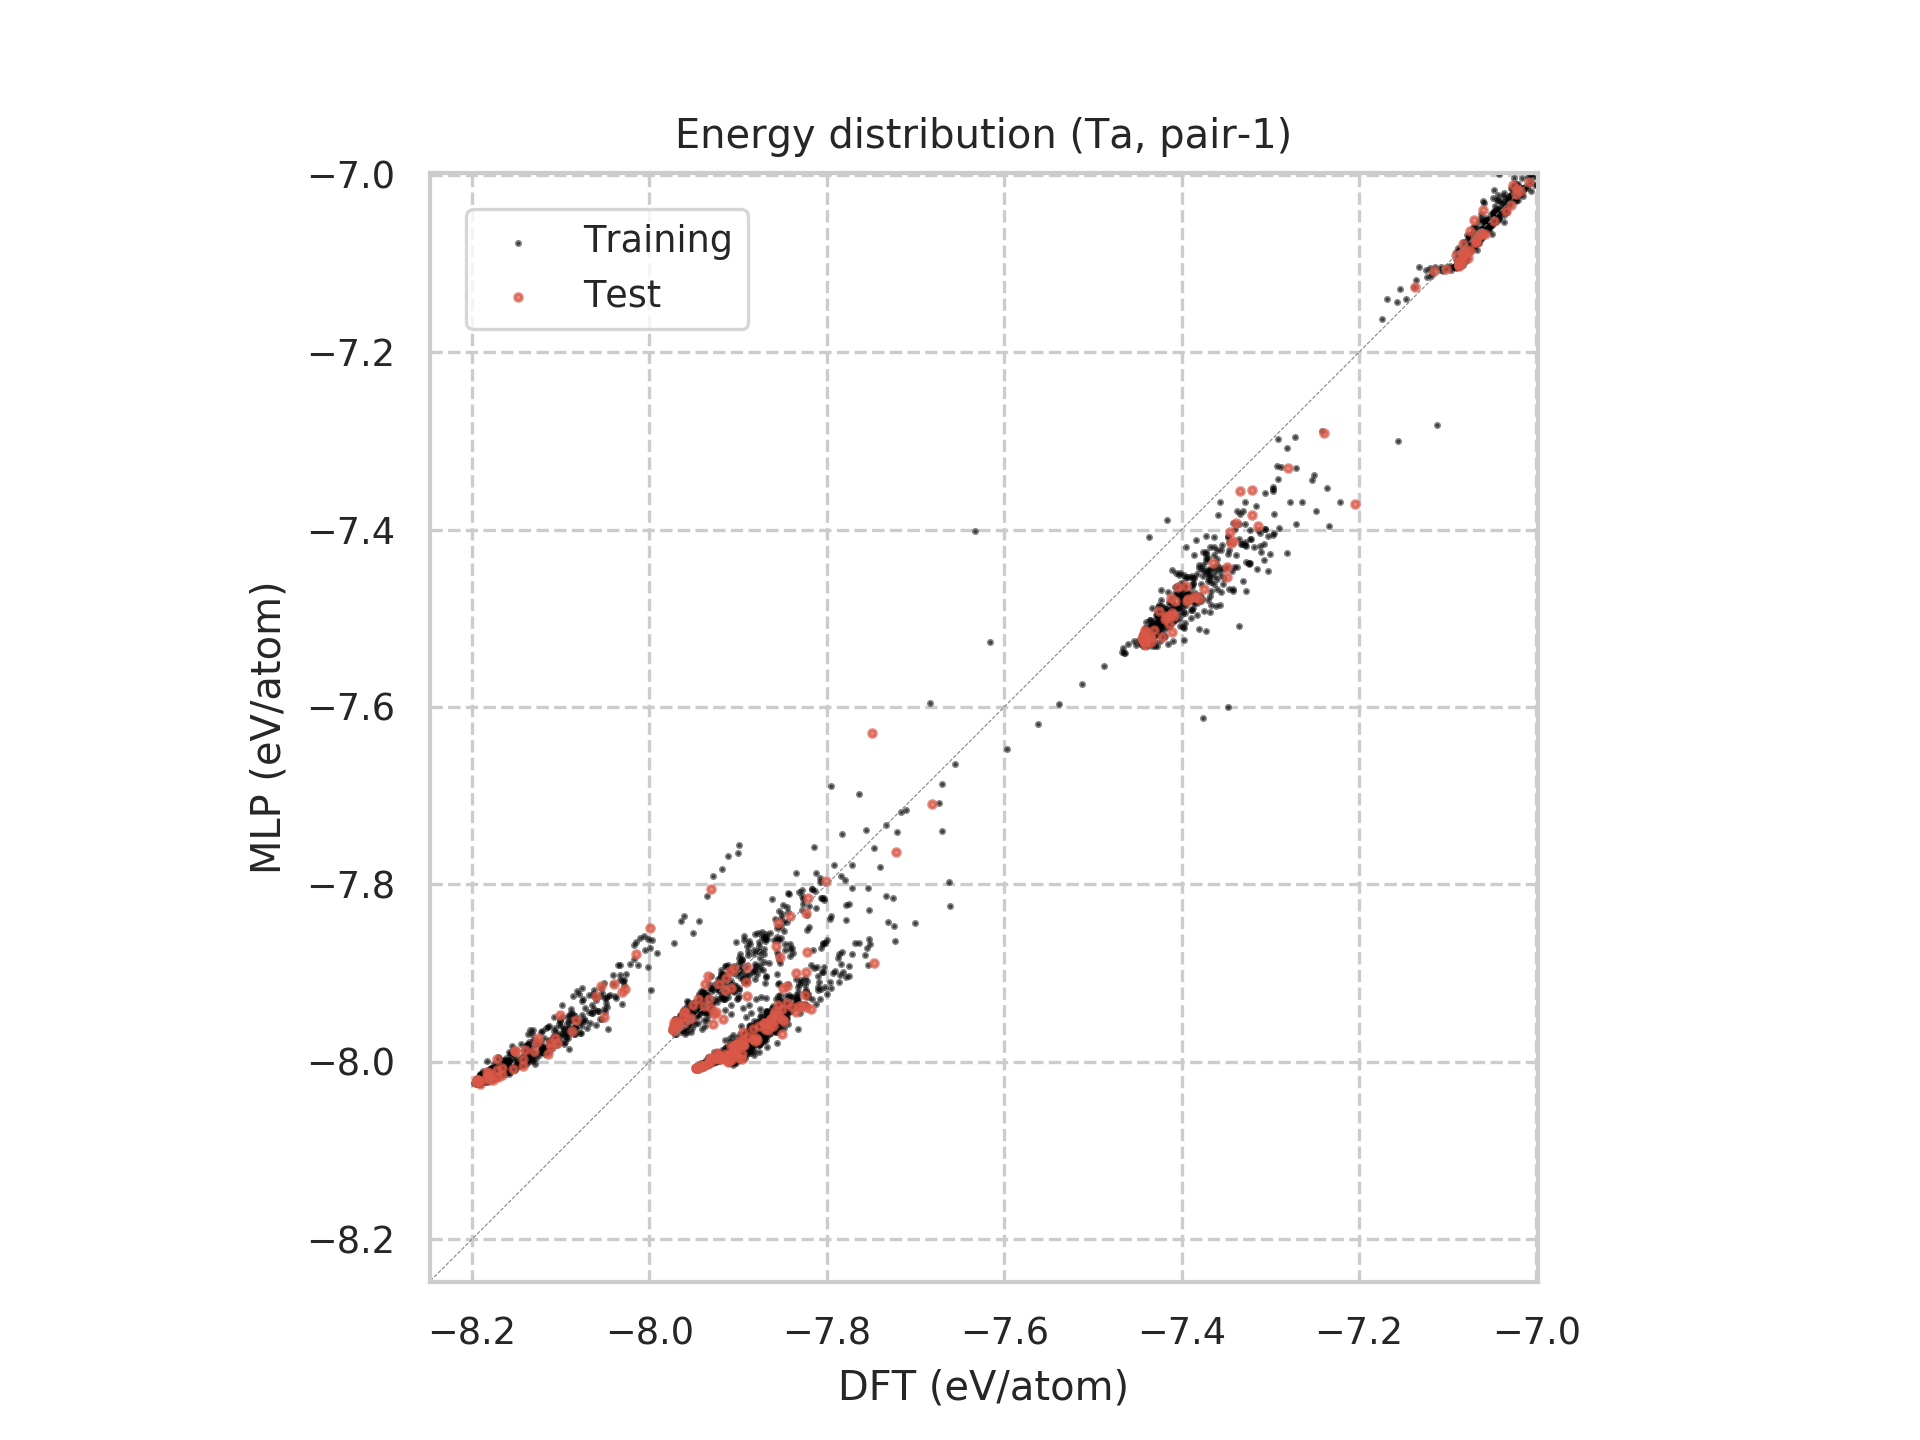 Energy distribution (Ta, pair-1)
−7.0
−7.2
−7.4
−7.6
−7.8
−8.0
−8.2
Training
Test
MLP (eV/atom)
−8.2
−8.0
−7.8
−7.6
−7.4
−7.2
−7.0
DFT (eV/atom)